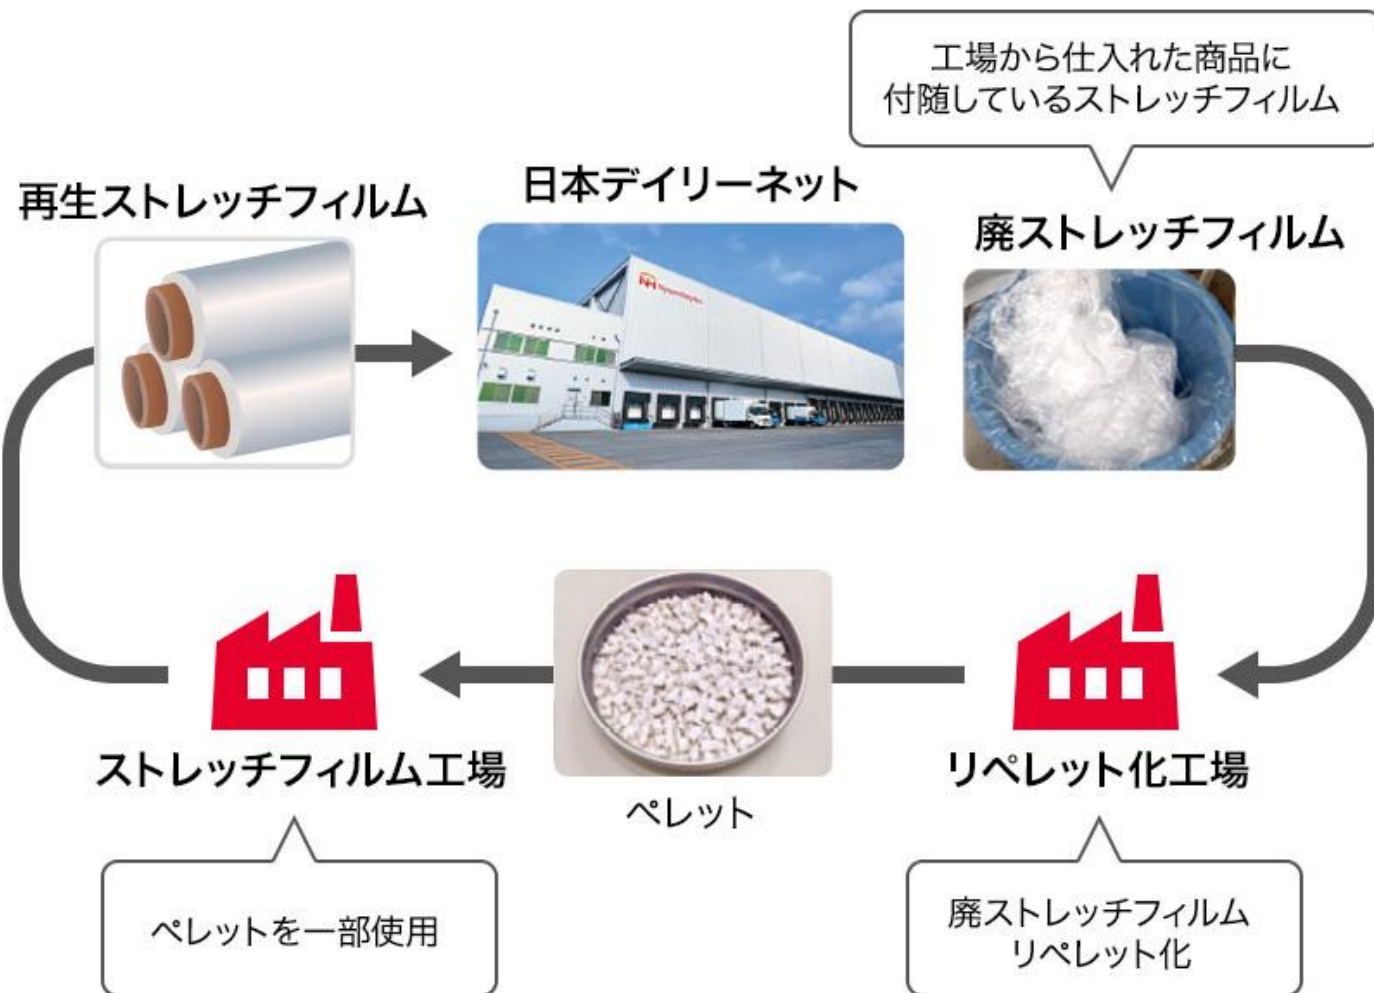 工場から仕入れた商品に
付随しているストレッチフィルム
再生ストレッチフィルム
日本デイリーネット
廃ストレッチフィルム
ストレッチフィルム工場
ペレット
リペレット化工場
ペレットを一部使用
廃ストレッチフィルム
リペレット化